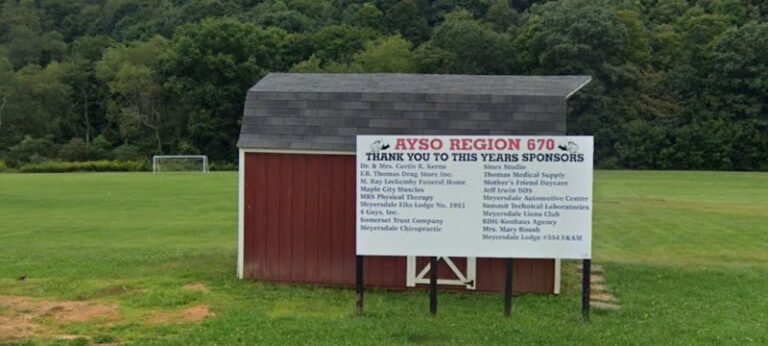 AYSO REGION 670
THANK YOU TO THIS YEARS SPONSORS
Dr. & Mrs. Curtis R. Kerns
F.B. Thomas Drug Store Inc.
M. Ray Leckemby Funeral Home
Maple City Muscles
MRS Physical Therapy
Meyersdale Elks Lodge No. 1951
4 Guys, Inc.
Somerset Trust Company
Meyersdale Chiropractic
Sines Studio
Thomas Medical Supply
Mother's Friend Daycare
Jeff Irwin
Meyersdale Automotive Center
Summit Technical Laboratories
Meyersdale Lions Club
Konhaus Agency
Mrs. Mary Roush
Meyersdale Lodge #554 F&AM